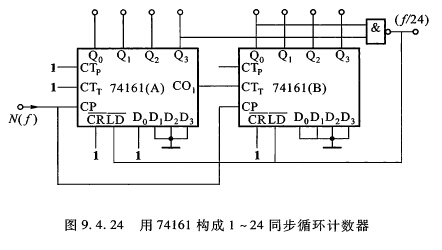 & (f/24)
Q₀ Q₁ Q₂ Q₃ Q₀ Q₁ Q₂ Q₃
1 CTP CTP
74161(A) CO₁ 74161(B)
1 CTT CTT
N(f) CP CP
CR LD D₀ D₁ D₂ D₃ CR LD D₀ D₁ D₂ D₃
1 1 1
图 9.4.24 用 74161 构成 1~24 同步循环计数器